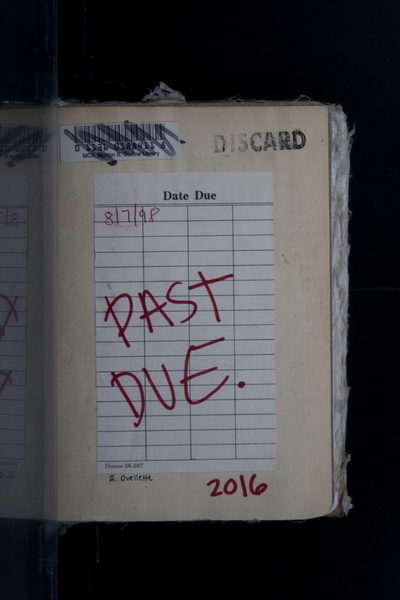 DISCARD
Date Due
8/7/98
PAST
DUE.
A. Ouellette
2016